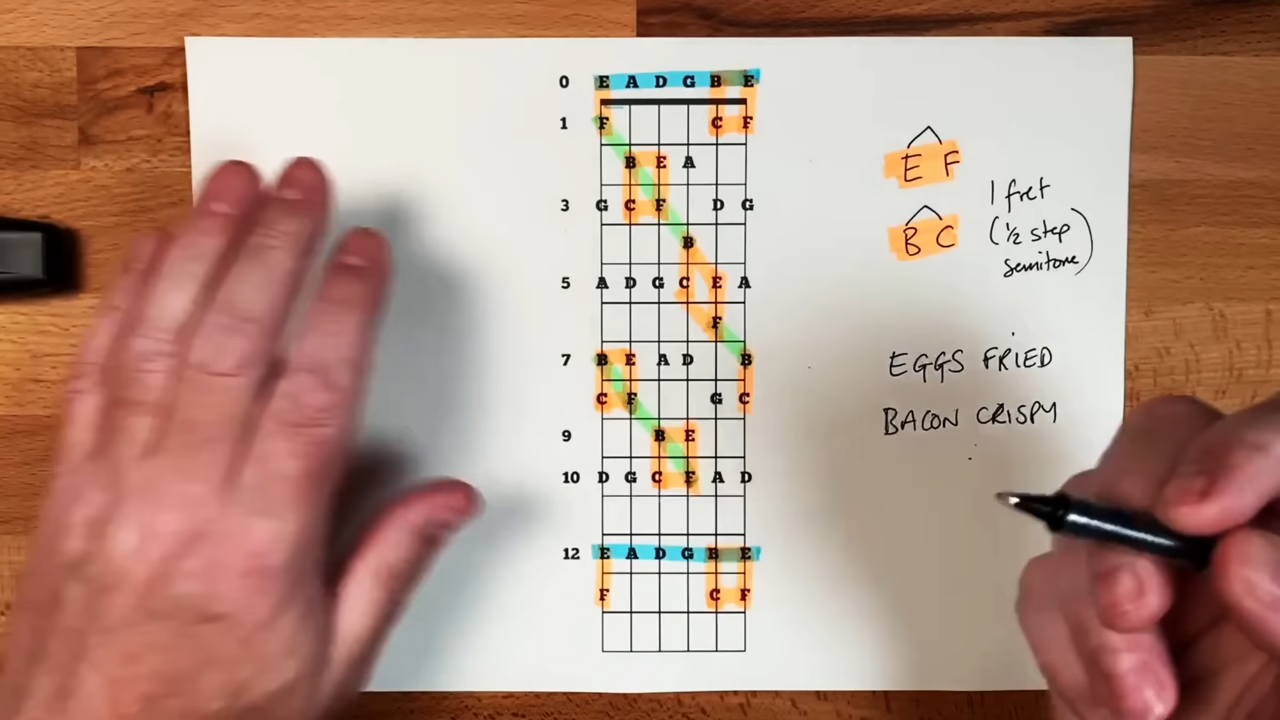 0 E A D G B E
1 F C F
B E A
3 G C F D G
B
5 A D G C E A
F
7 B E A D B
C F G C
9 B E
10 D G C F A D
12 E A D G B E
F C F
E F
B C
1 fret
(½ step
semitone)
EGGS FRIED
BACON CRISPY